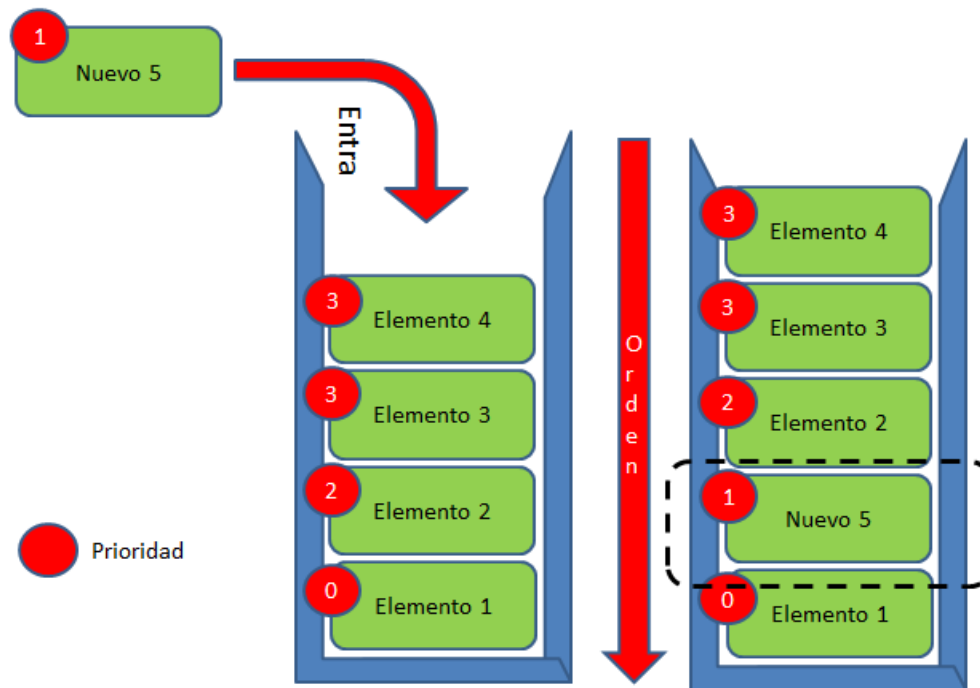 1
Nuevo 5
Entra
3
Elemento 4
3
Elemento 3
2
Elemento 2
0
Elemento 1
Prioridad
Orden
3
Elemento 4
3
Elemento 3
2
Elemento 2
1
Nuevo 5
0
Elemento 1